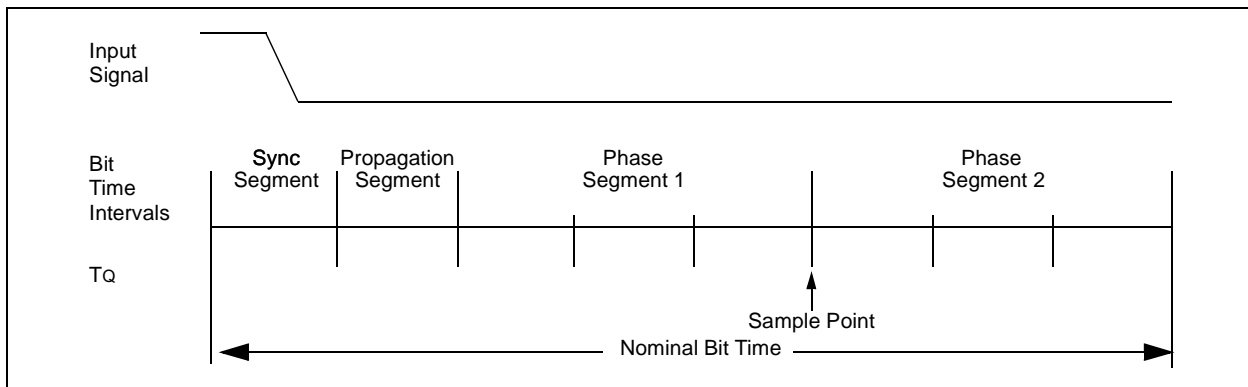 Input
Signal
Bit
Time
Intervals
Sync
Segment
Propagation
Segment
Phase
Segment 1
Phase
Segment 2
TQ
Sample Point
Nominal Bit Time